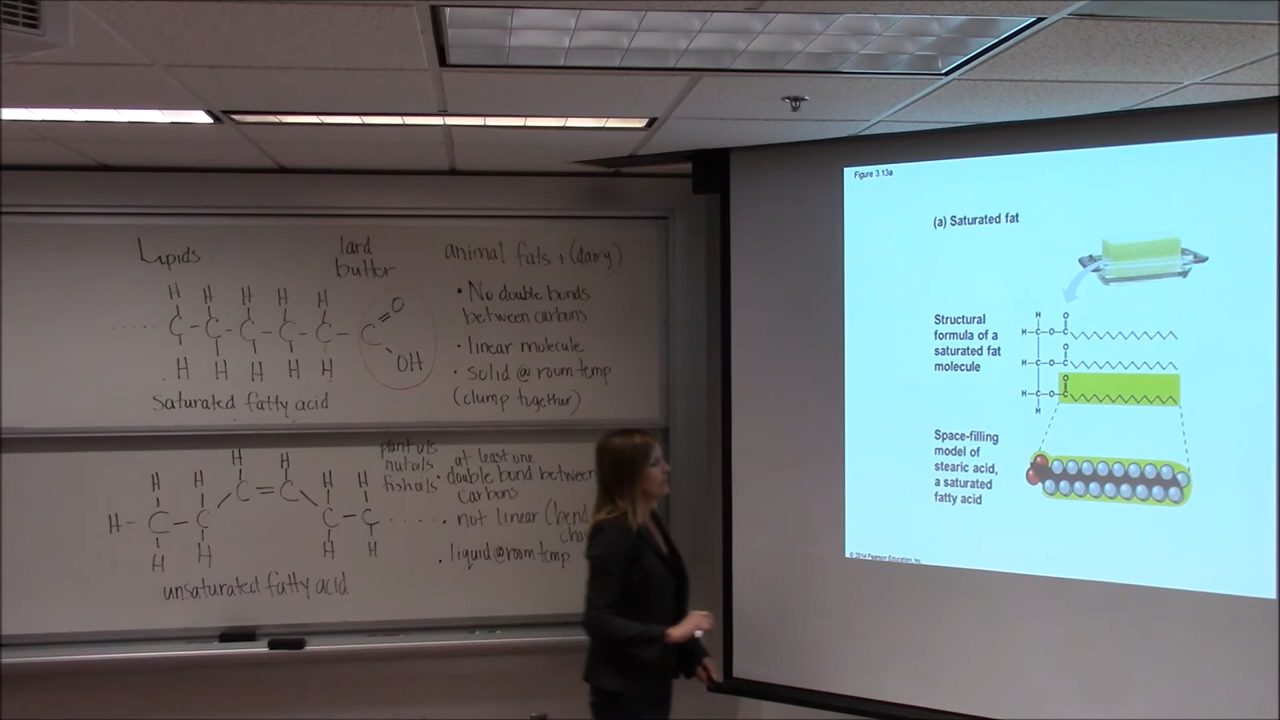 Lipids.
lard
butter
animal fats + (dairy)
H H H H H
..... C - C - C - C - C - C = O
OH
H H H H H
saturated fatty acid
• No double bonds
between carbons
• linear molecule
• solid @ room temp
(clump together)
plant oils
nut oils
fish oils
H H
H H C = C H H
H - C - C C - C .....
H H H H
unsaturated fatty acid
at least one
• double bond between
carbons
• not linear (bend
• liquid @ room temp.
Figure 3.13a
(a) Saturated fat
Structural
formula of a
saturated fat
molecule
H O
H-C-O-C
O
H-C-O-C
O
H-C-O-C
H
Space-filling
model of
stearic acid,
a saturated
fatty acid
© 2014 Pearson Education, Inc.